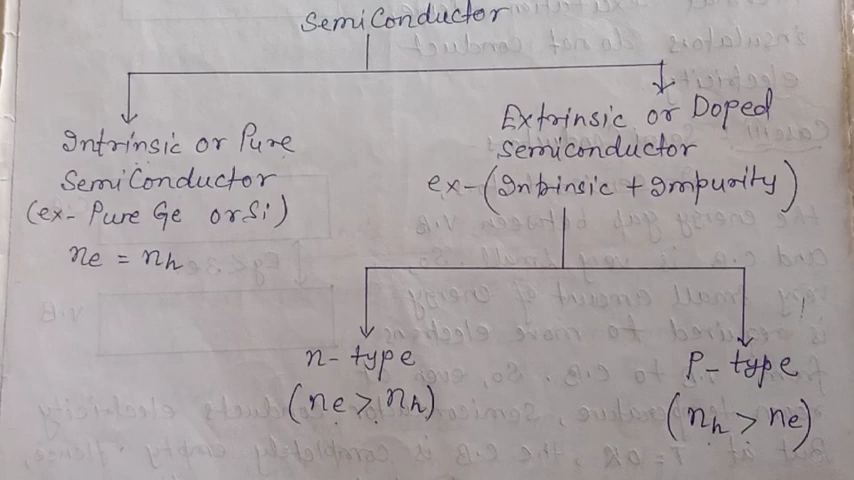 SemiConductor
Intrinsic or Pure
SemiConductor
(ex- Pure Ge or Si)
ne = nh
Extrinsic or Doped
Semiconductor
ex-(Intrinsic + Impurity)
n- type
(ne > nh)
P- type
(nh > ne)